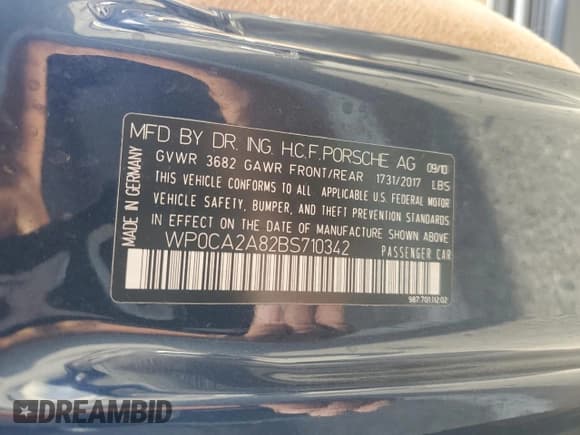 MFD BY DR. ING. H.C.F. PORSCHE AG 09/10
GVWR 3682 GAWR FRONT/REAR 1731/2017 LBS
THIS VEHICLE CONFORMS TO ALL APPLICABLE U.S. FEDERAL MOTOR
VEHICLE SAFETY, BUMPER, AND THEFT PREVENTION STANDARDS
IN EFFECT ON THE DATE OF MANUFACTURE SHOWN ABOVE.
WP0CA2A82BS710342 PASSENGER CAR
MADE IN GERMANY
987.701.112.02
DREAMBID